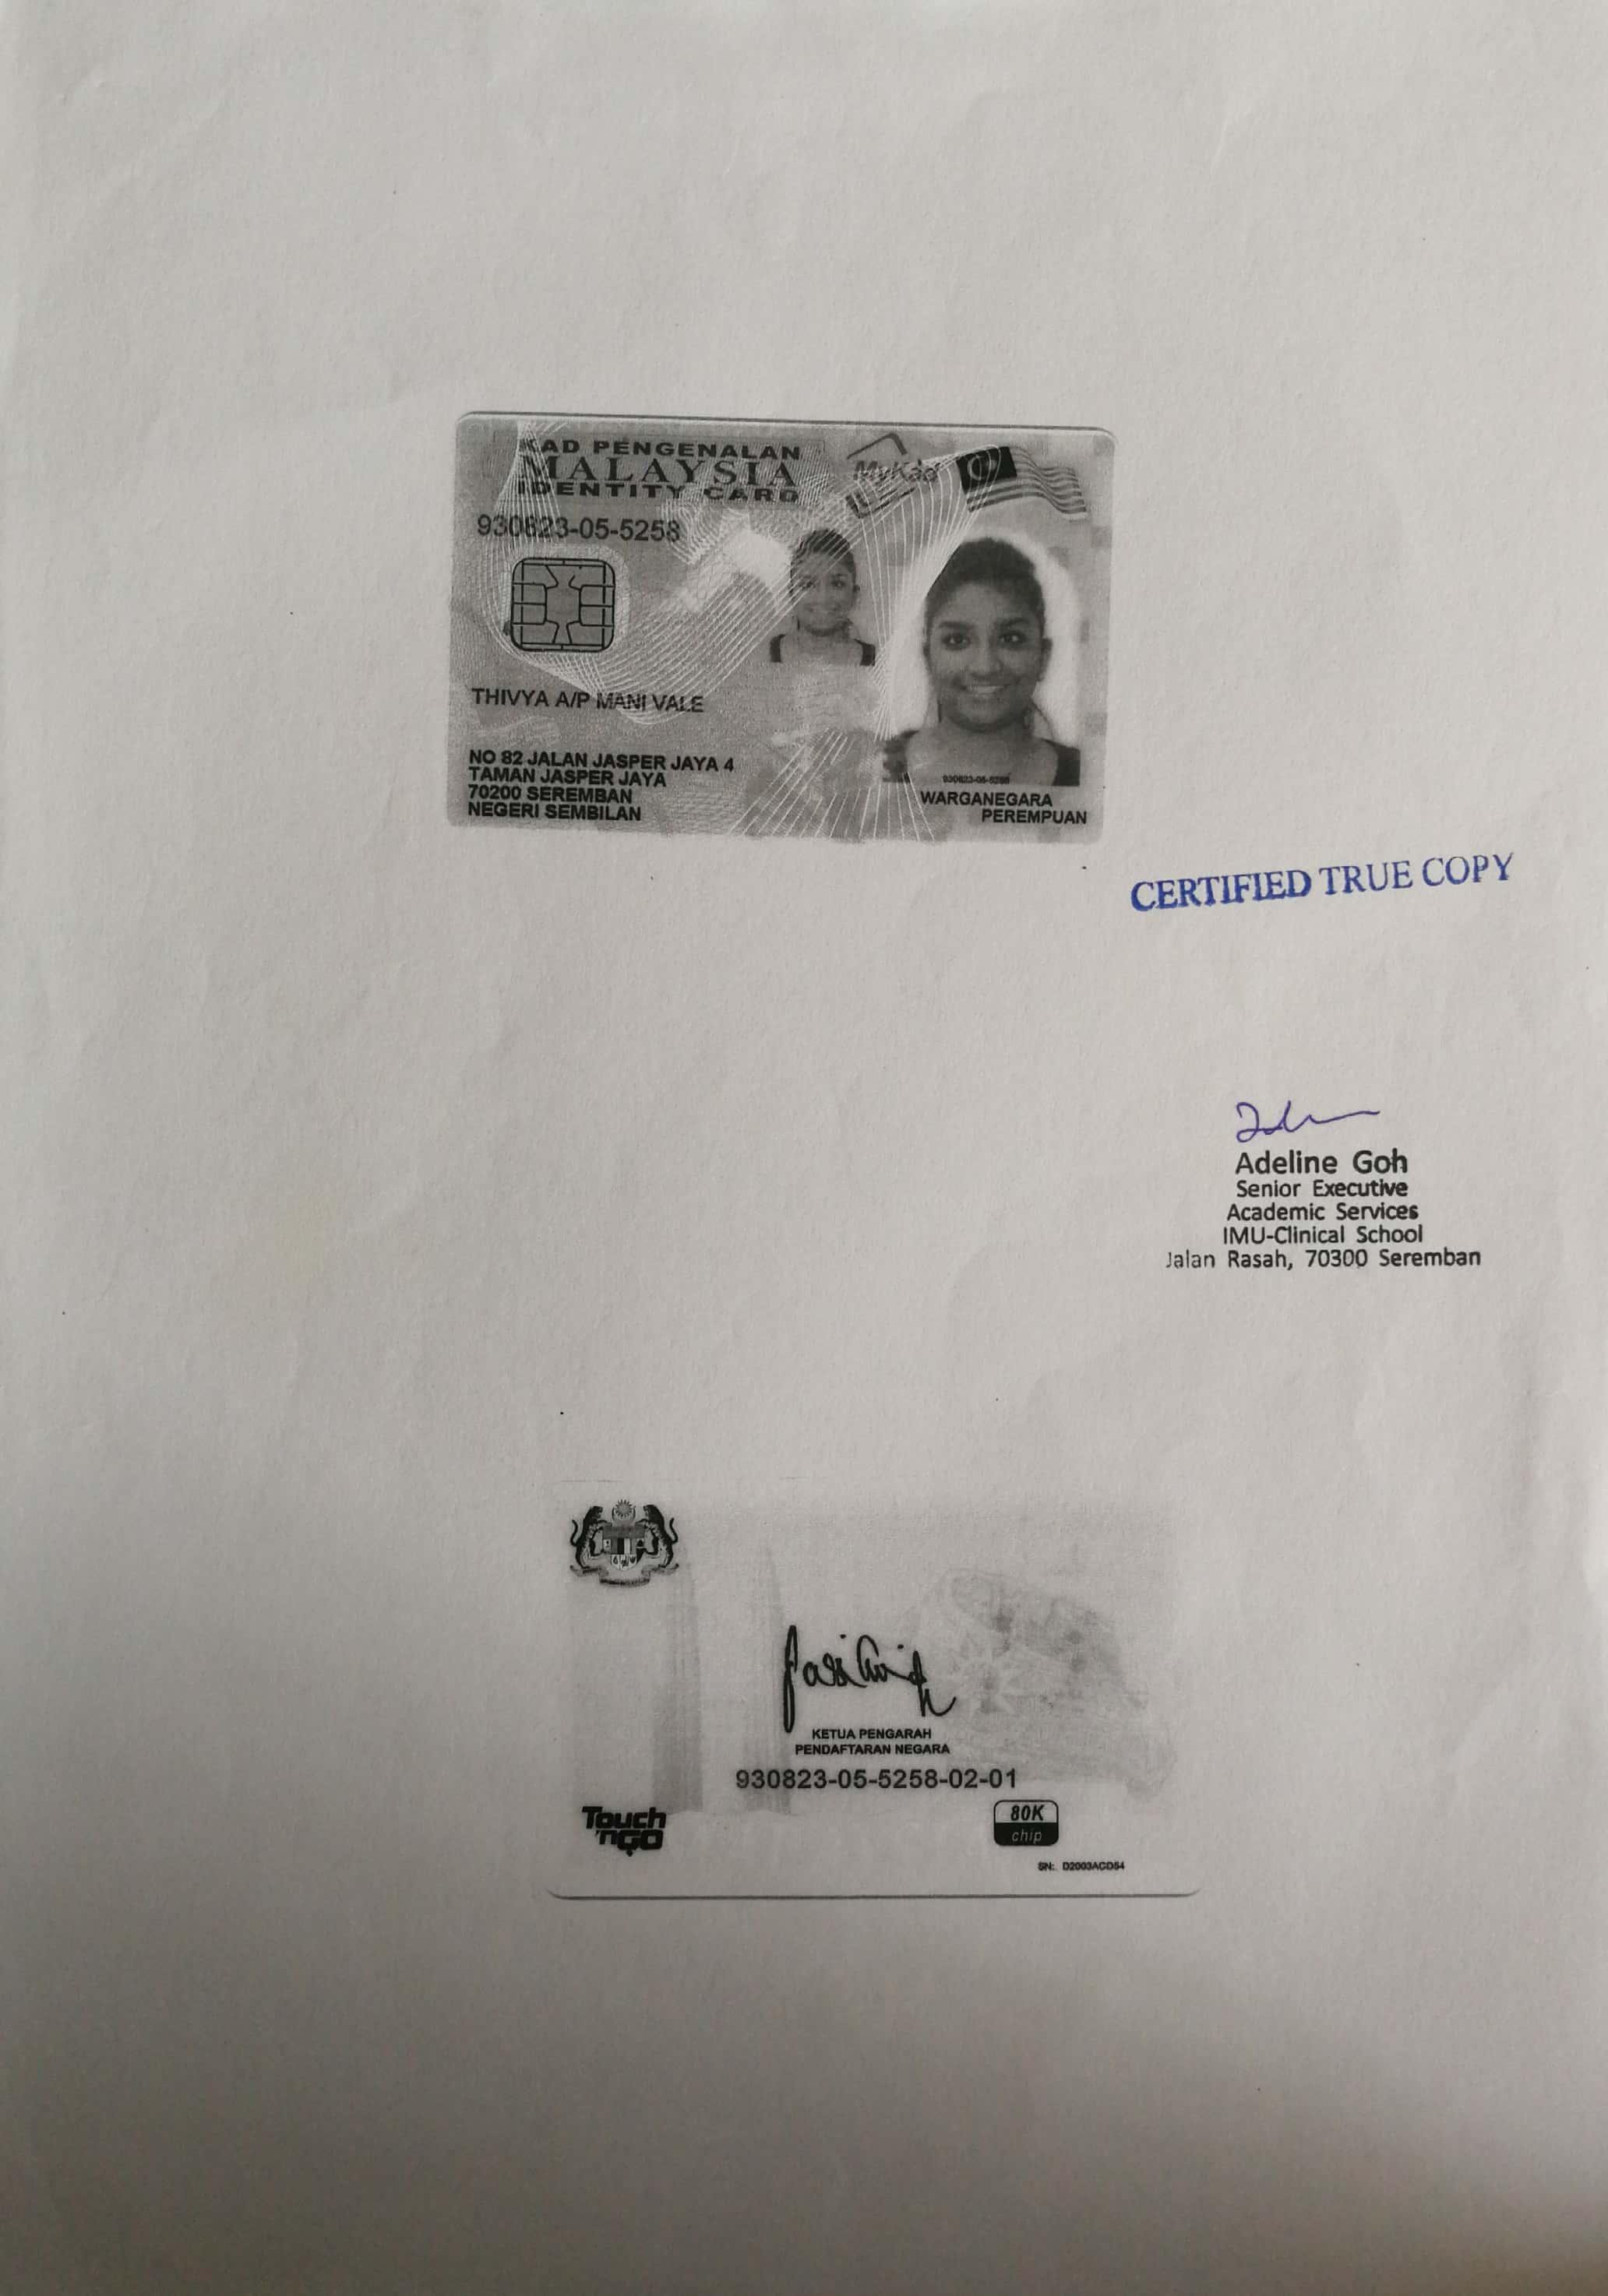 KAD PENGENALAN
MALAYSIA
IDENTITY CARD
MyKad
930823-05-5258
THIVYA A/P MANI VALE
NO 82 JALAN JASPER JAYA 4
TAMAN JASPER JAYA
70200 SEREMBAN
NEGERI SEMBILAN
930823-05-5258
WARGANEGARA
PEREMPUAN
CERTIFIED TRUE COPY
Adeline Goh
Senior Executive
Academic Services
IMU-Clinical School
Jalan Rasah, 70300 Seremban
KETUA PENGARAH
PENDAFTARAN NEGARA
930823-05-5258-02-01
Touch
'nGO
80K
chip
SN: D2003ACD54